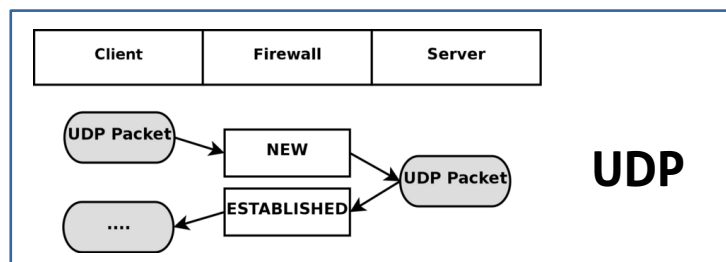 Client Firewall Server
UDP Packet
NEW
UDP
UDP Packet
ESTABLISHED
....